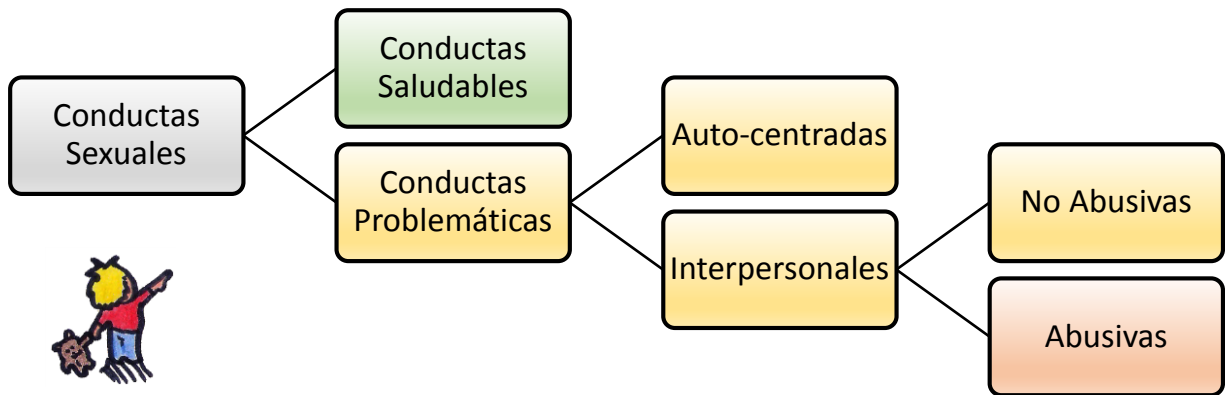 Conductas
Sexuales
Conductas
Saludables
Conductas
Problemáticas
Auto-centradas
Interpersonales
No Abusivas
Abusivas